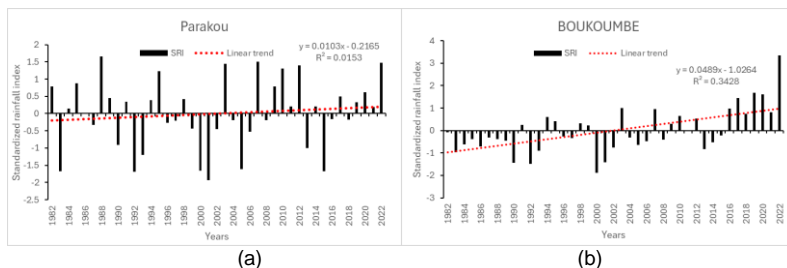 Parakou
SRI Linear trend
y = 0.0103x - 0.2165
R² = 0.0153
Standardized rainfall index
2
1.5
1
0.5
0
-0.5
-1
-1.5
-2
-2.5
1982 1984 1986 1988 1990 1992 1994 1996 1998 2000 2002 2004 2006 2008 2010 2012 2014 2016 2018 2020 2022
Years
(a)
BOUKOUMBE
SRI Linear trend
y = 0.0489x - 1.0264
R² = 0.3428
Standardized rainfall index
4
3
2
1
0
-1
-2
-3
1982 1984 1986 1988 1990 1992 1994 1996 1998 2000 2002 2004 2006 2008 2010 2012 2014 2016 2018 2020 2022
Years
(b)